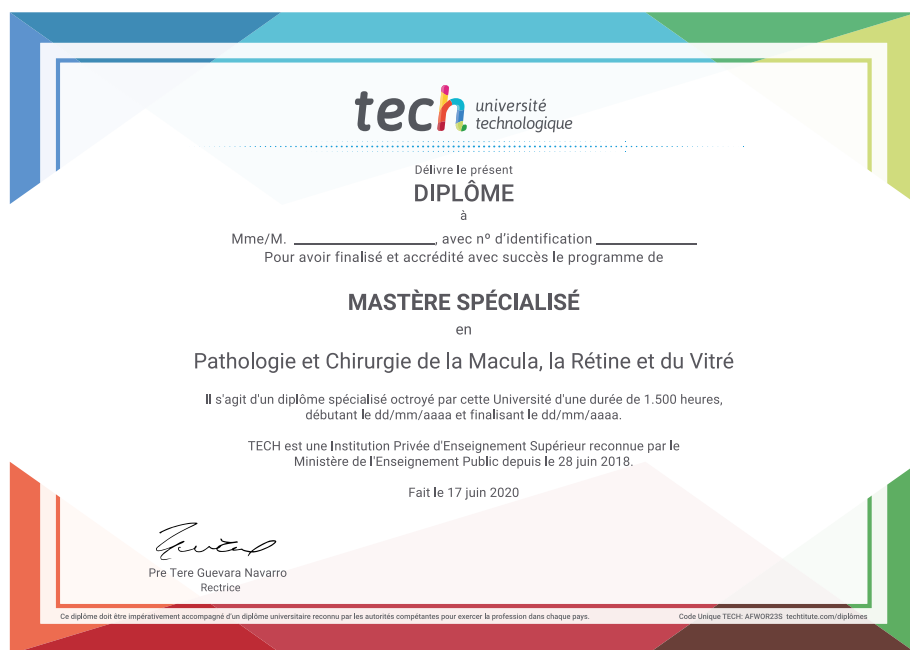 tech université
technologique
Délivre le présent
DIPLÔME
à
Mme/M. ____________________, avec nº d'identification ______________
Pour avoir finalisé et accrédité avec succès le programme de
MASTÈRE SPÉCIALISÉ
en
Pathologie et Chirurgie de la Macula, la Rétine et du Vitré
Il s'agit d'un diplôme spécialisé octroyé par cette Université d'une durée de 1.500 heures,
débutant le dd/mm/aaaa et finalisant le dd/mm/aaaa.
TECH est une Institution Privée d'Enseignement Supérieur reconnue par le
Ministère de l'Enseignement Public depuis le 28 juin 2018.
Fait le 17 juin 2020
Pre Tere Guevara Navarro
Rectrice
Ce diplôme doit être impérativement accompagné d'un diplôme universitaire reconnu par les autorités compétantes pour exercer la profession dans chaque pays.
Code Unique TECH: AFWOR23S techtitute.com/diplômes